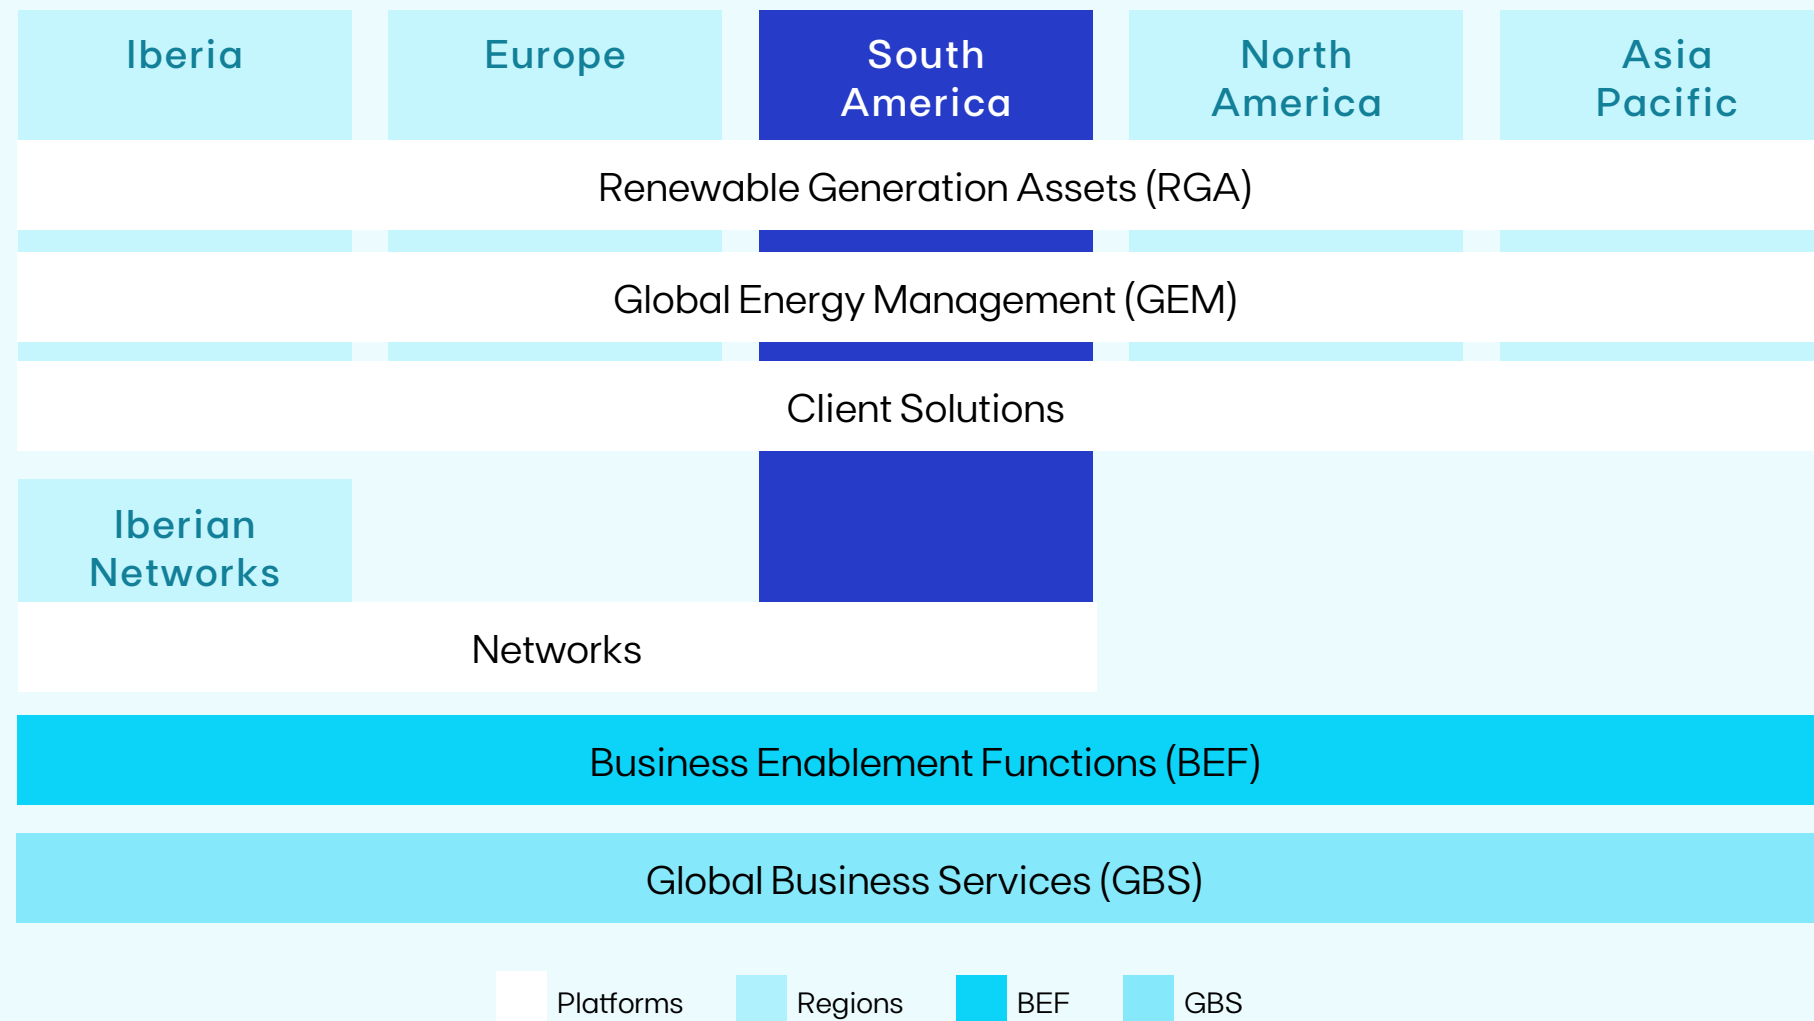 Iberia
Europe
South
America
North
America
Asia
Pacific
Renewable Generation Assets (RGA)
Global Energy Management (GEM)
Client Solutions
Iberian
Networks
Networks
Business Enablement Functions (BEF)
Global Business Services (GBS)
Platforms
Regions
BEF
GBS